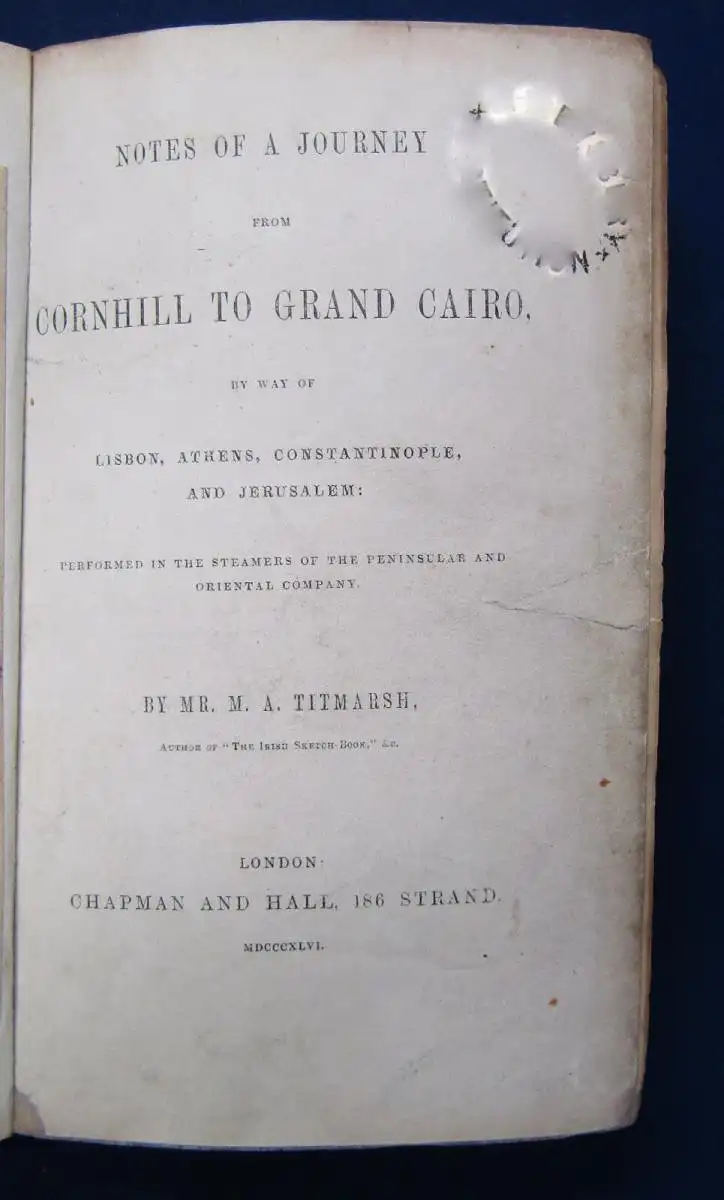 NOTES OF A JOURNEY
FROM
CORNHILL TO GRAND CAIRO,
BY WAY OF
LISBON, ATHENS, CONSTANTINOPLE,
AND JERUSALEM:
PERFORMED IN THE STEAMERS OF THE PENINSULAR AND
ORIENTAL COMPANY.
BY MR. M. A. TITMARSH,
AUTHOR OF "THE IRISH SKETCH-BOOK," &c.
LONDON:
CHAPMAN AND HALL, 186 STRAND.
MDCCCXLVI.